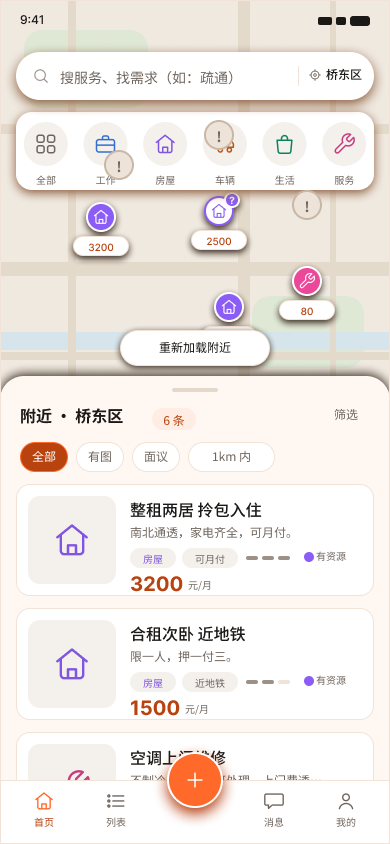 9:41
搜服务、找需求（如：疏通）
桥东区
全部
工作
房屋
车辆
生活
服务
!
!
!
?
3200
2500
80
重新加载附近
附近 · 桥东区
6 条
筛选
全部
有图
面议
1km 内
整租两居 拎包入住
南北通透，家电齐全，可月付。
房屋
可月付
有资源
3200 元/月
合租次卧 近地铁
限一人，押一付三。
房屋
近地铁
有资源
1500 元/月
空调上门维修
首页
列表
消息
我的